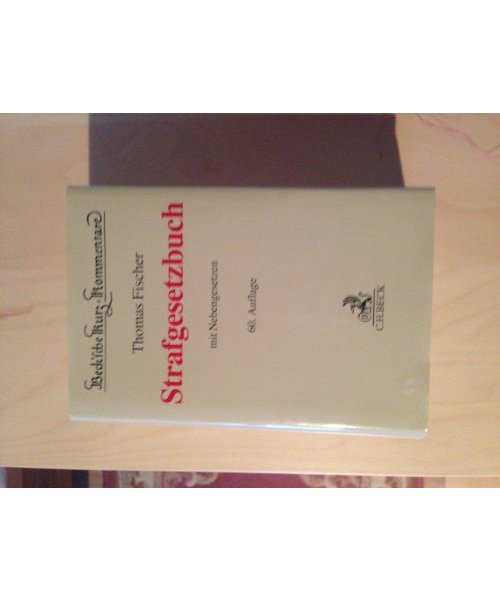 Beck'sche Kurz-Kommentare
Thomas Fischer
Strafgesetzbuch
mit Nebengesetzen
60. Auflage
C.H.BECK